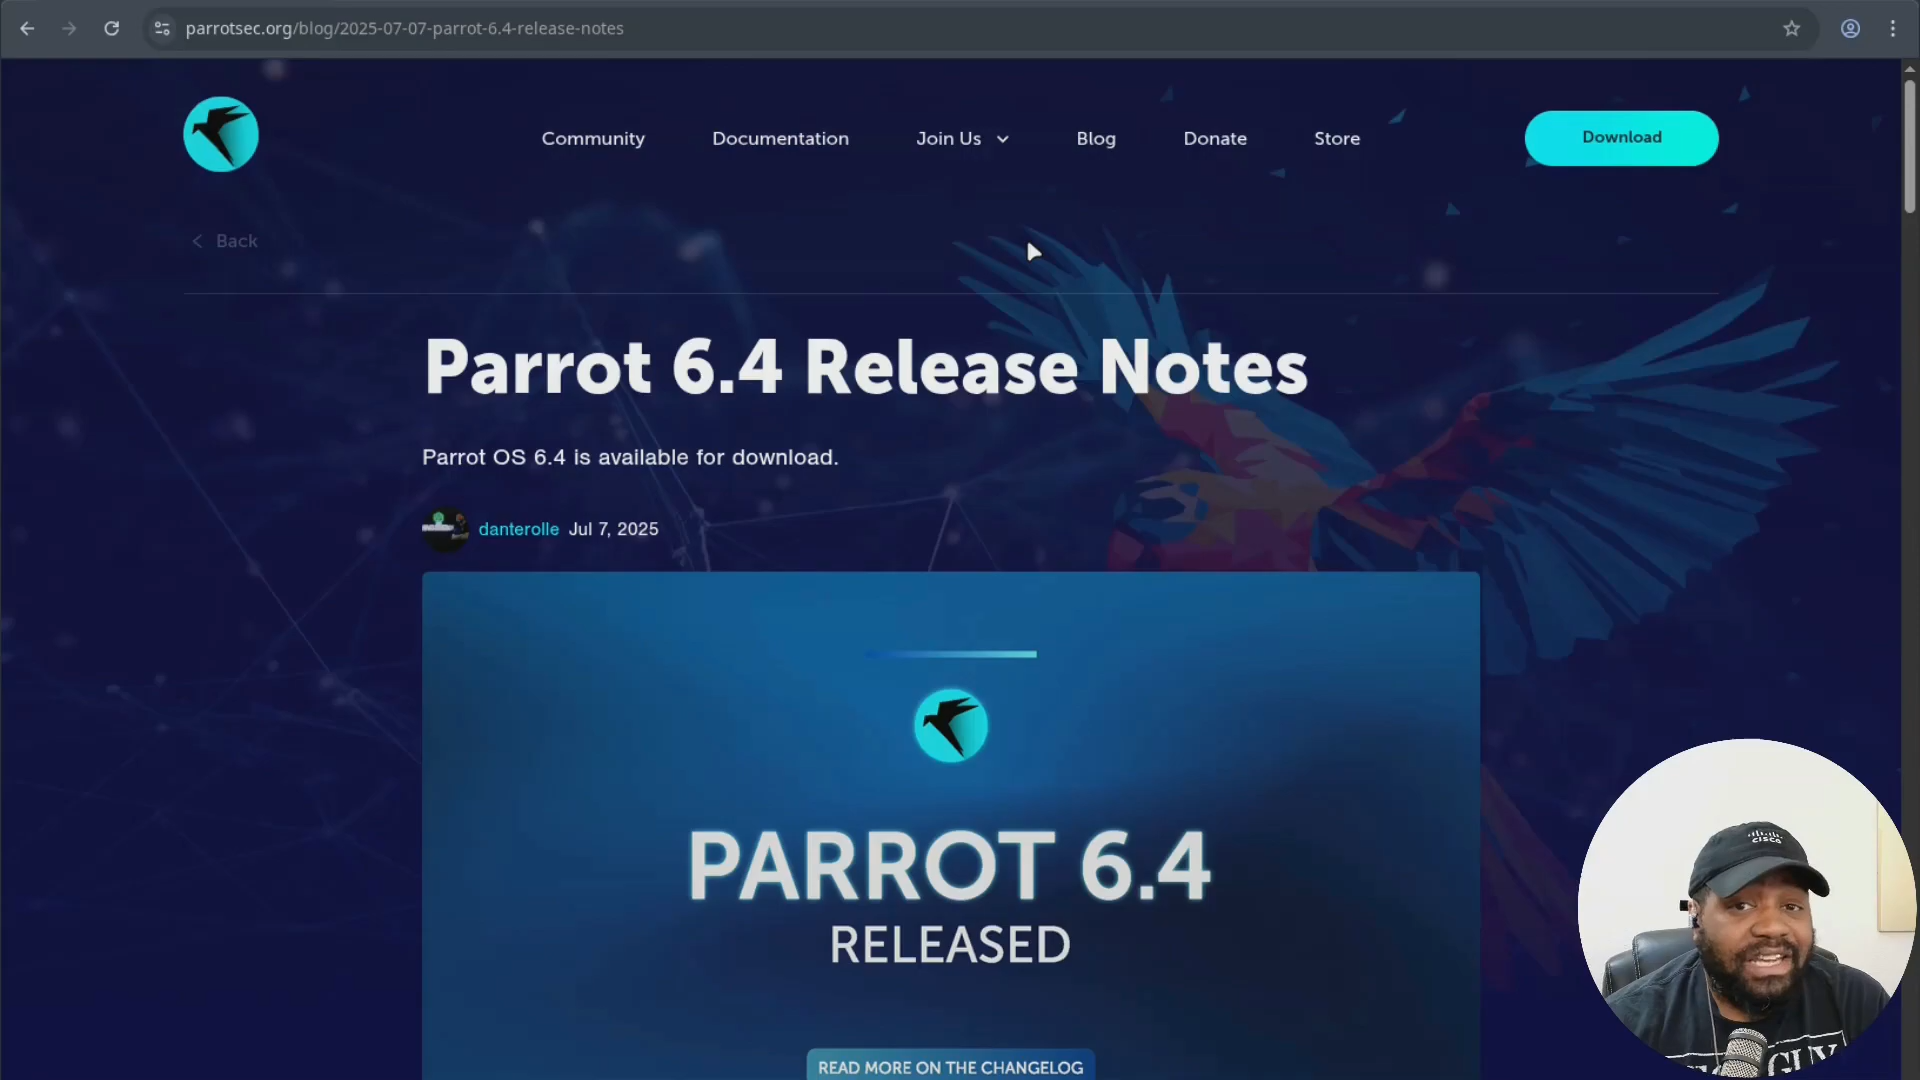 parrotsec.org/blog/2025-07-07-parrot-6.4-release-notes
Community
Documentation
Join Us
Blog
Donate
Store
Download
Back
Parrot 6.4 Release Notes
Parrot OS 6.4 is available for download.
danterolle Jul 7, 2025
PARROT 6.4
RELEASED
READ MORE ON THE CHANGELOG
CISCO
GUY